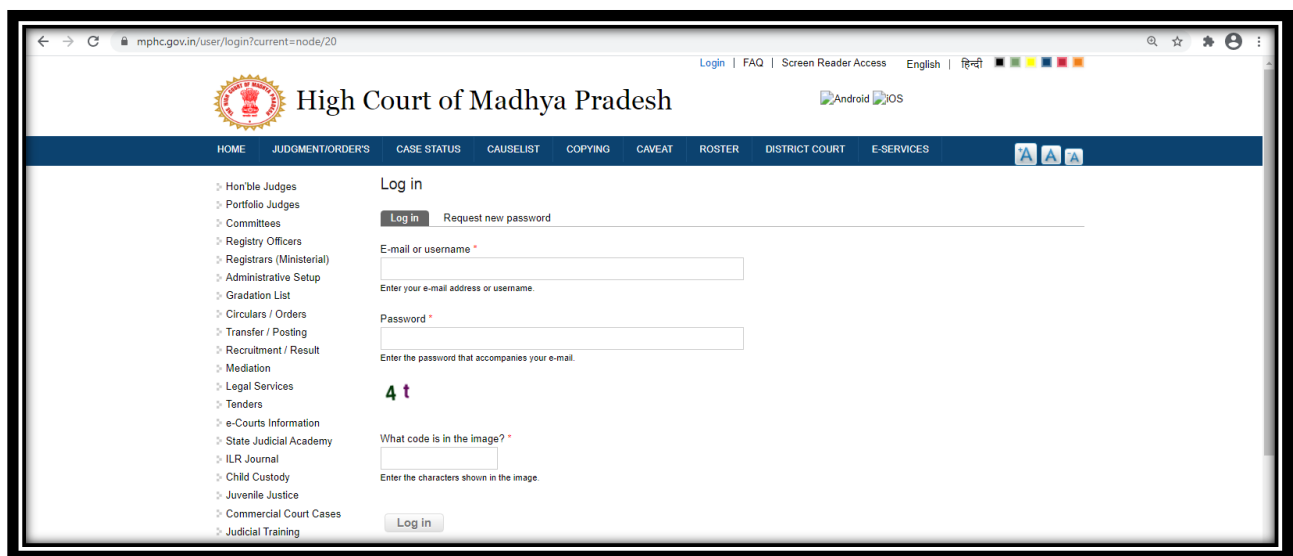 mphc.gov.in/user/login?current=node/20
Login | FAQ | Screen Reader Access English | हिन्दी
High Court of Madhya Pradesh
Android iOS
HOME JUDGMENT/ORDER'S CASE STATUS CAUSELIST COPYING CAVEAT ROSTER DISTRICT COURT E-SERVICES
+A A -A
Hon'ble Judges
Portfolio Judges
Committees
Registry Officers
Registrars (Ministerial)
Administrative Setup
Gradation List
Circulars / Orders
Transfer / Posting
Recruitment / Result
Mediation
Legal Services
Tenders
e-Courts Information
State Judicial Academy
ILR Journal
Child Custody
Juvenile Justice
Commercial Court Cases
Judicial Training
Log in
Log in Request new password
E-mail or username *
Enter your e-mail address or username.
Password *
Enter the password that accompanies your e-mail.
4 t
What code is in the image? *
Enter the characters shown in the image.
Log in